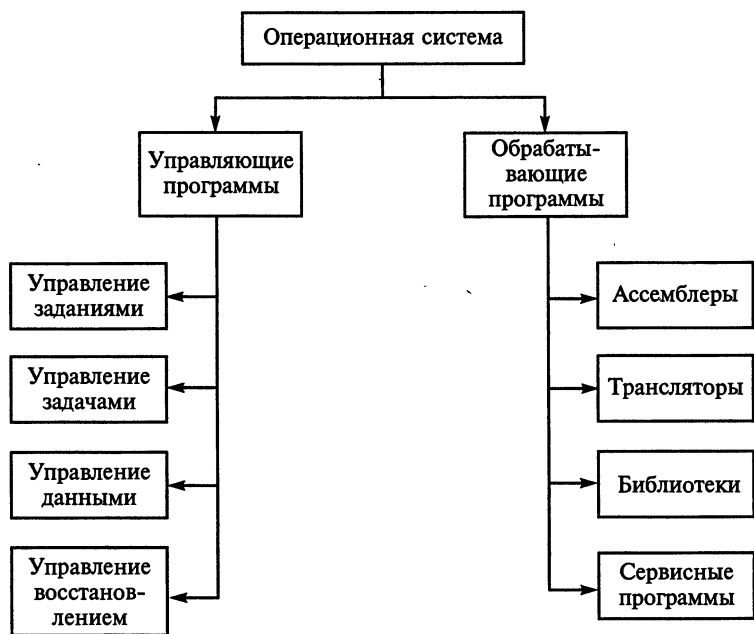 Операционная система
Управляющие
программы
Обрабаты-
вающие
программы
Управление
заданиями
Управление
задачами
Управление
данными
Управление
восстанов-
лением
Ассемблеры
Трансляторы
Библиотеки
Сервисные
программы